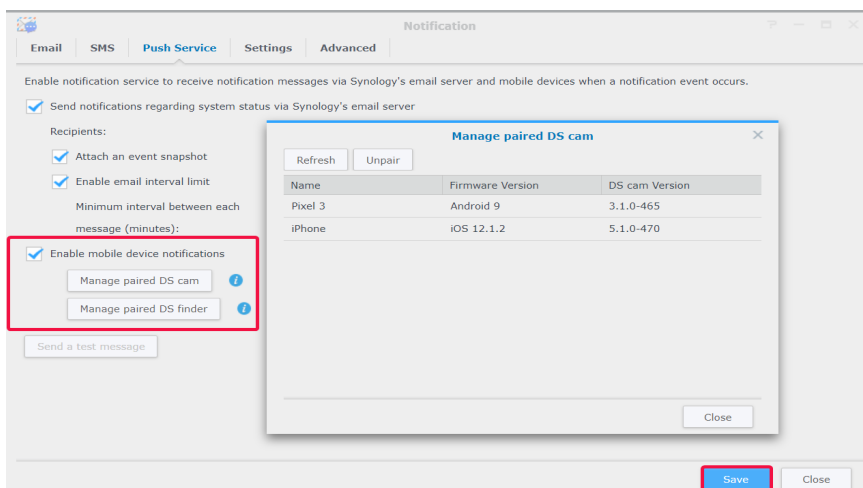 Notification
Email SMS Push Service Settings Advanced
Enable notification service to receive notification messages via Synology's email server and mobile devices when a notification event occurs.
Send notifications regarding system status via Synology's email server
Recipients:
Attach an event snapshot
Enable email interval limit
Minimum interval between each
message (minutes):
Enable mobile device notifications
Manage paired DS cam
Manage paired DS finder
Send a test message
Manage paired DS cam
Refresh Unpair
Name Firmware Version DS cam Version
Pixel 3 Android 9 3.1.0-465
iPhone iOS 12.1.2 5.1.0-470
Close
Save Close